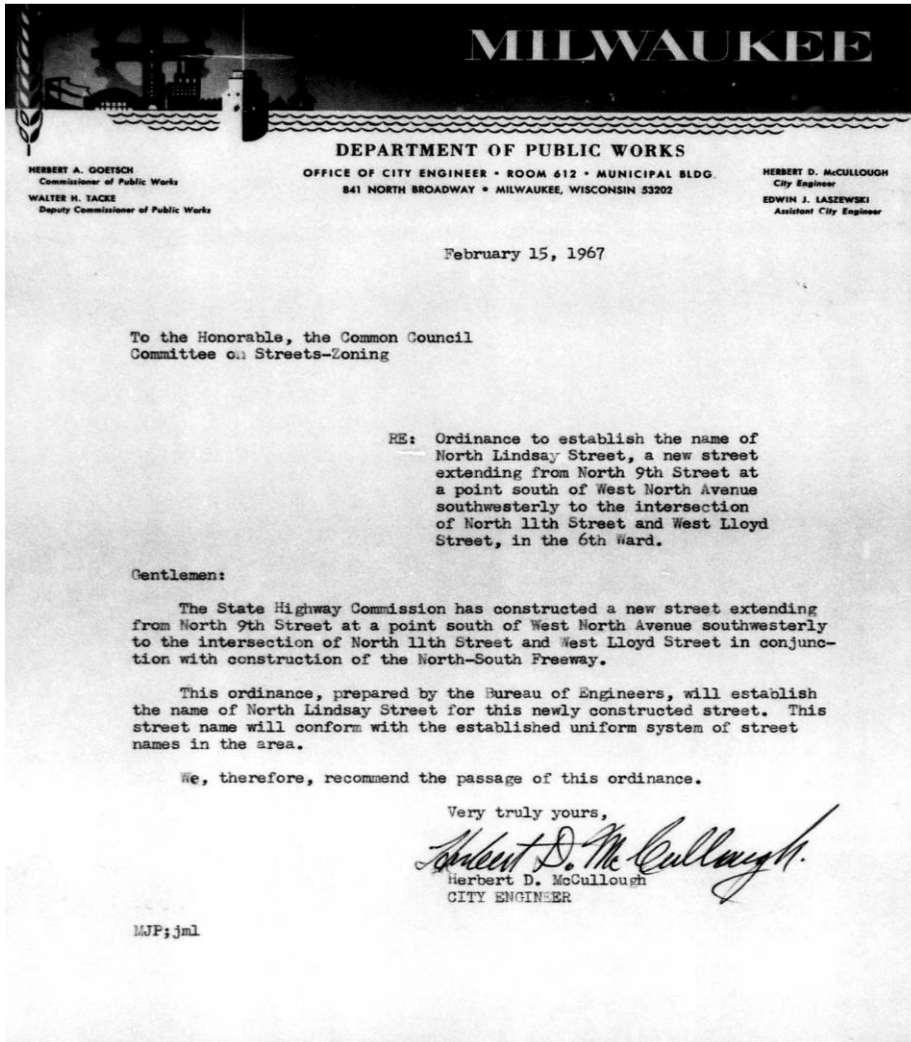 MILWAUKEE
DEPARTMENT OF PUBLIC WORKS
OFFICE OF CITY ENGINEER • ROOM 612 • MUNICIPAL BLDG.
841 NORTH BROADWAY • MILWAUKEE, WISCONSIN 53202
HERBERT A. GOETSCH
Commissioner of Public Works
WALTER H. TACKE
Deputy Commissioner of Public Works
HERBERT D. McCULLOUGH
City Engineer
EDWIN J. LASZEWSKI
Assistant City Engineer
February 15, 1967
To the Honorable, the Common Council
Committee on Streets-Zoning
RE: Ordinance to establish the name of
North Lindsay Street, a new street
extending from North 9th Street at
a point south of West North Avenue
southwesterly to the intersection
of North 11th Street and West Lloyd
Street, in the 6th Ward.
Gentlemen:
The State Highway Commission has constructed a new street extending
from North 9th Street at a point south of West North Avenue southwesterly
to the intersection of North 11th Street and West Lloyd Street in conjunc-
tion with construction of the North-South Freeway.
This ordinance, prepared by the Bureau of Engineers, will establish
the name of North Lindsay Street for this newly constructed street. This
street name will conform with the established uniform system of street
names in the area.
We, therefore, recommend the passage of this ordinance.
Very truly yours,
Herbert D. McCullough.
Herbert D. McCullough
CITY ENGINEER
MJP;jml